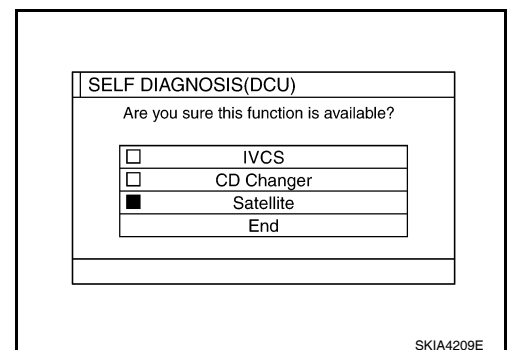 SELF DIAGNOSIS(DCU)
Are you sure this function is available?
IVCS
CD Changer
Satellite
End
SKIA4209E